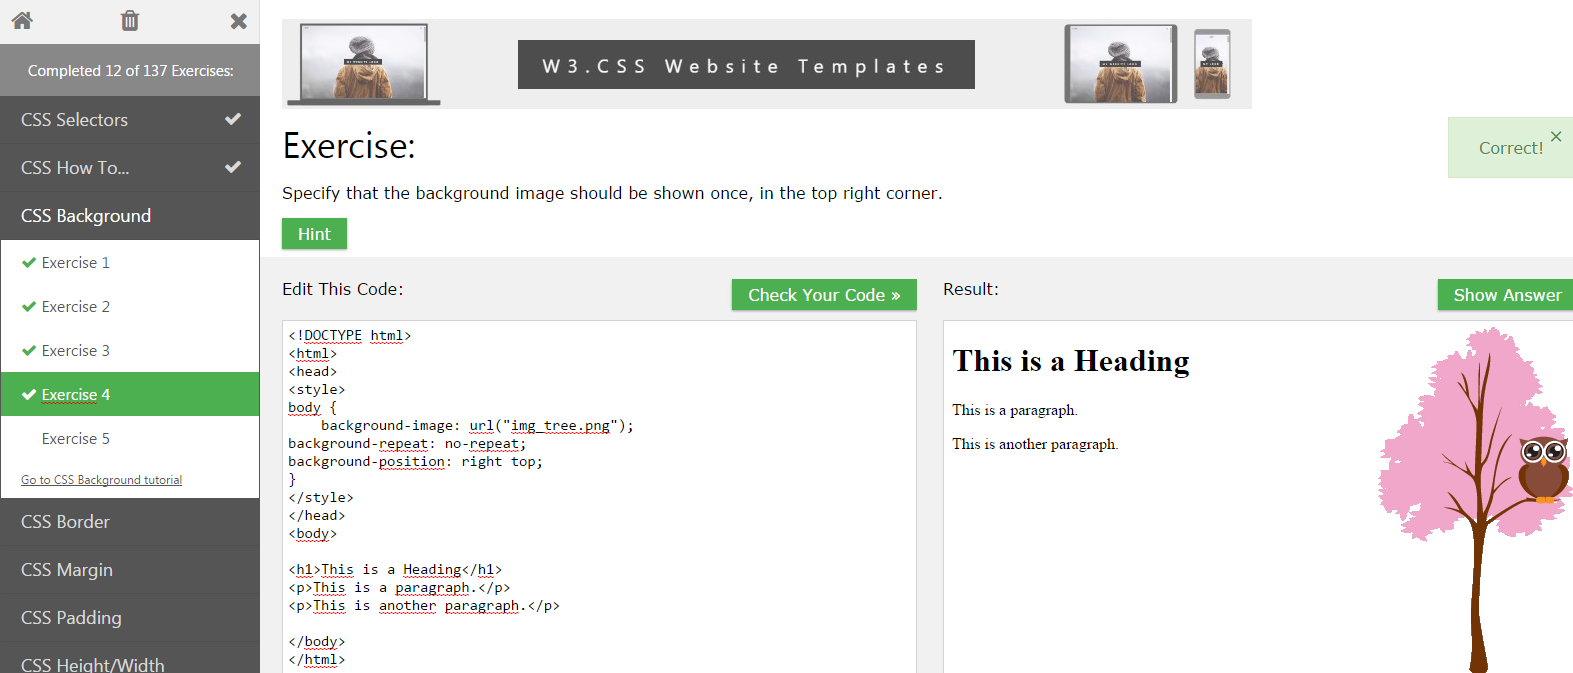 Completed 12 of 137 Exercises:
CSS Selectors
CSS How To...
CSS Background
Exercise 1
Exercise 2
Exercise 3
Exercise 4
Exercise 5
Go to CSS Background tutorial
CSS Border
CSS Margin
CSS Padding
CSS Height/Width
W3.CSS Website Templates
Exercise:
Correct!
Specify that the background image should be shown once, in the top right corner.
Hint
Edit This Code:
Check Your Code »
<!DOCTYPE html>
<html>
<head>
<style>
body {
    background-image: url("img_tree.png");
background-repeat: no-repeat;
background-position: right top;
}
</style>
</head>
<body>

<h1>This is a Heading</h1>
<p>This is a paragraph.</p>
<p>This is another paragraph.</p>

</body>
</html>
Result:
Show Answer
This is a Heading
This is a paragraph.
This is another paragraph.